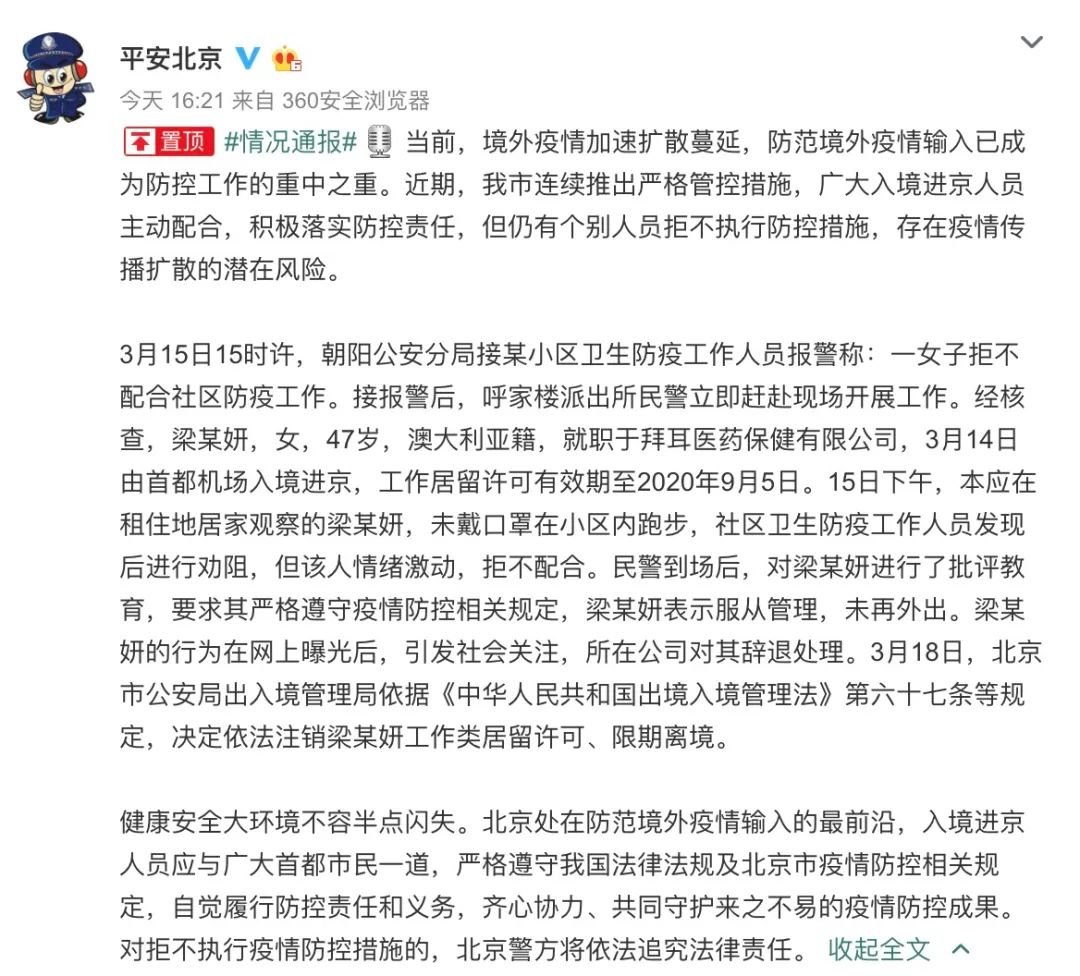 平安北京
今天 16:21 来自 360安全浏览器
置顶 #情况通报# 当前，境外疫情加速扩散蔓延，防范境外疫情输入已成
为防控工作的重中之重。近期，我市连续推出严格管控措施，广大入境进京人员
主动配合，积极落实防控责任，但仍有个别人员拒不执行防控措施，存在疫情传
播扩散的潜在风险。
3月15日15时许，朝阳公安分局接某小区卫生防疫工作人员报警称：一女子拒不
配合社区防疫工作。接报警后，呼家楼派出所民警立即赶赴现场开展工作。经核
查，梁某妍，女，47岁，澳大利亚籍，就职于拜耳医药保健有限公司，3月14日
由首都机场入境进京，工作居留许可有效期至2020年9月5日。15日下午，本应在
租住地居家观察的梁某妍，未戴口罩在小区内跑步，社区卫生防疫工作人员发现
后进行劝阻，但该人情绪激动，拒不配合。民警到场后，对梁某妍进行了批评教
育，要求其严格遵守疫情防控相关规定，梁某妍表示服从管理，未再外出。梁某
妍的行为在网上曝光后，引发社会关注，所在公司对其辞退处理。3月18日，北京
市公安局出入境管理局依据《中华人民共和国出境入境管理法》第六十七条等规
定，决定依法注销梁某妍工作类居留许可、限期离境。
健康安全大环境不容半点闪失。北京处在防范境外疫情输入的最前沿，入境进京
人员应与广大首都市民一道，严格遵守我国法律法规及北京市疫情防控相关规
定，自觉履行防控责任和义务，齐心协力、共同守护来之不易的疫情防控成果。
对拒不执行疫情防控措施的，北京警方将依法追究法律责任。 收起全文